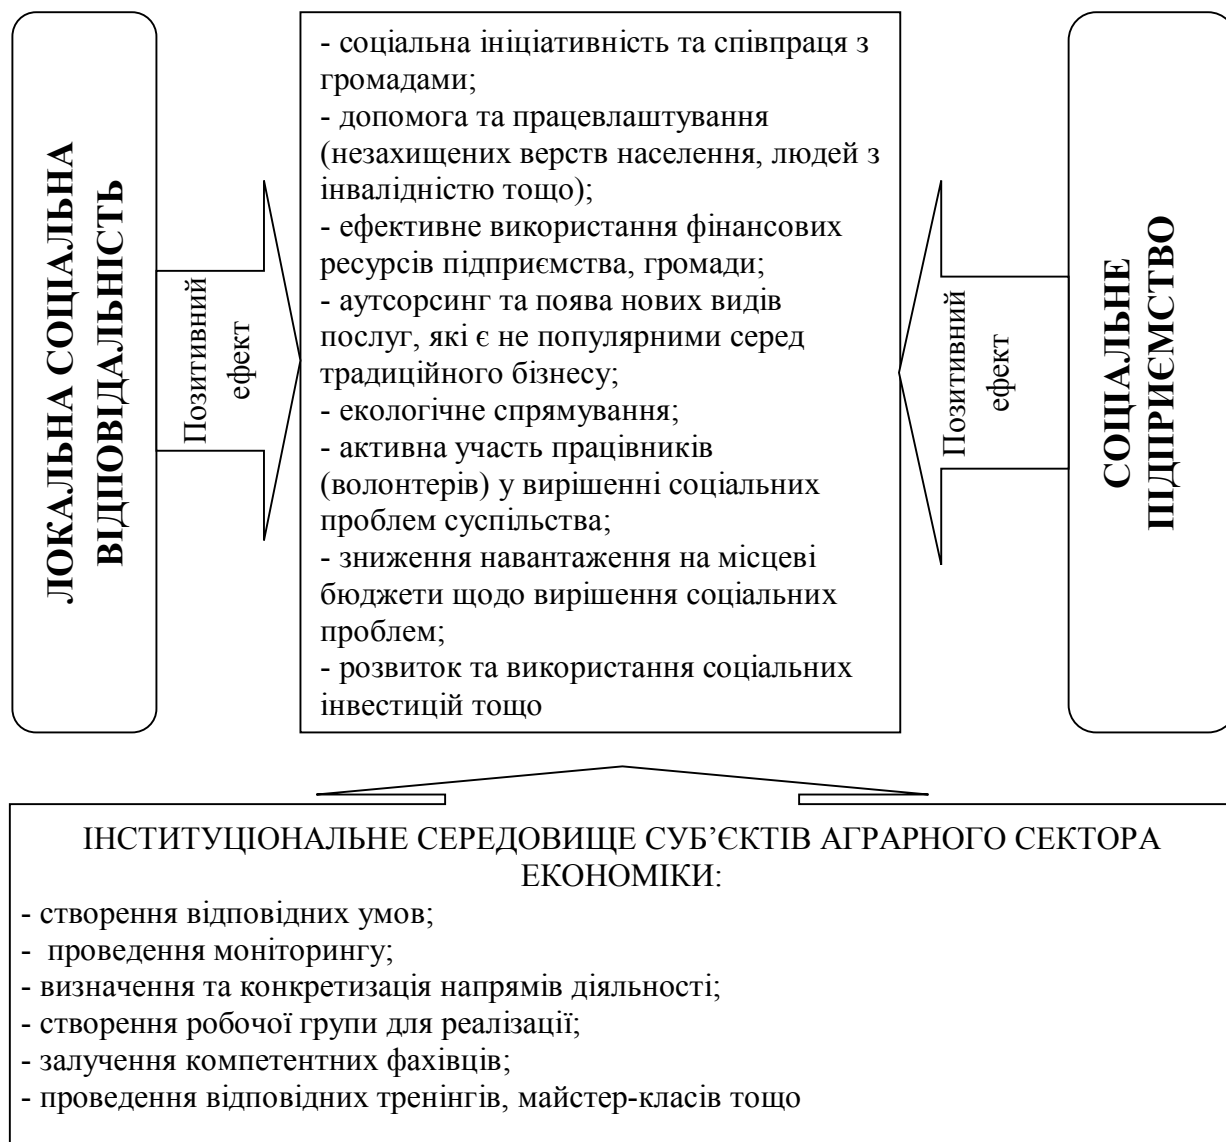 ЛОКАЛЬНА СОЦІАЛЬНА
ВІДПОВІДАЛЬНІСТЬ
Позитивний
ефект
- соціальна ініціативність та співпраця з
громадами;
- допомога та працевлаштування
(незахищених верств населення, людей з
інвалідністю тощо);
- ефективне використання фінансових
ресурсів підприємства, громади;
- аутсорсинг та поява нових видів
послуг, які є не популярними серед
традиційного бізнесу;
- екологічне спрямування;
- активна участь працівників
(волонтерів) у вирішенні соціальних
проблем суспільства;
- зниження навантаження на місцеві
бюджети щодо вирішення соціальних
проблем;
- розвиток та використання соціальних
інвестицій тощо
Позитивний
ефект
СОЦІАЛЬНЕ
ПІДПРИЄМСТВО
ІНСТИТУЦІОНАЛЬНЕ СЕРЕДОВИЩЕ СУБ’ЄКТІВ АГРАРНОГО СЕКТОРА
ЕКОНОМІКИ:
- створення відповідних умов;
- проведення моніторингу;
- визначення та конкретизація напрямів діяльності;
- створення робочої групи для реалізації;
- залучення компетентних фахівців;
- проведення відповідних тренінгів, майстер-класів тощо